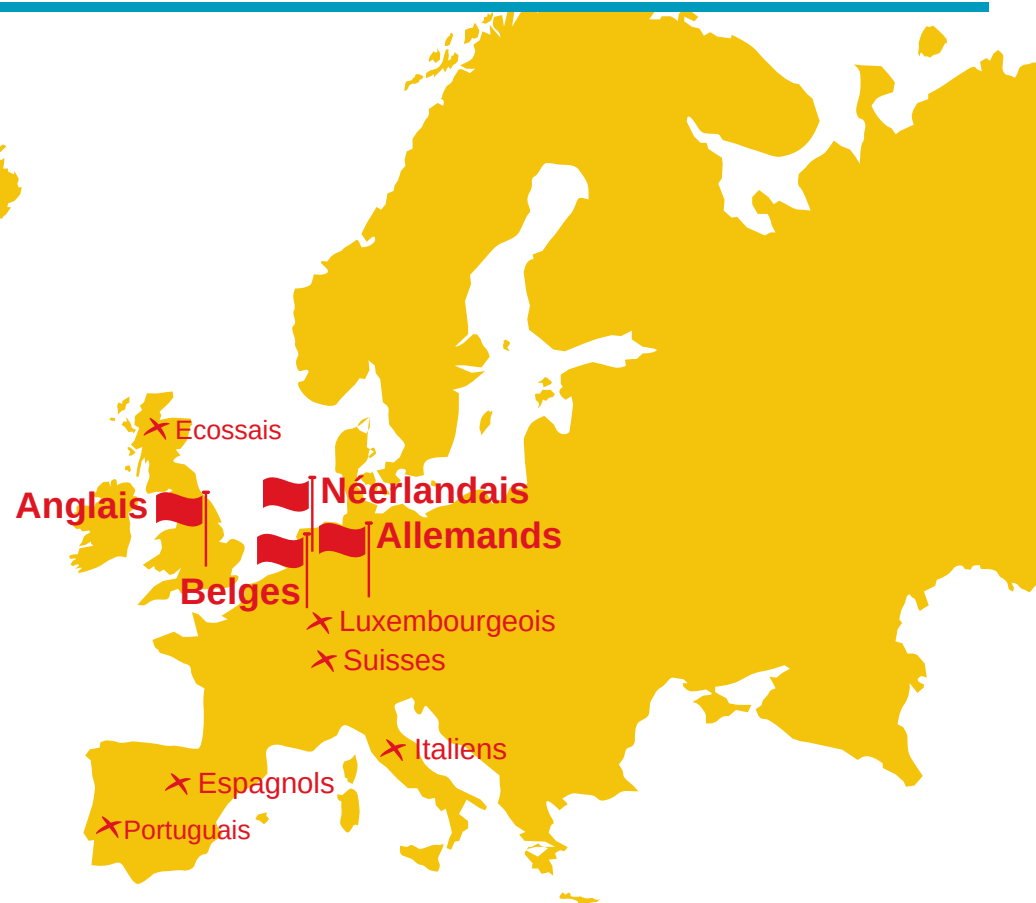 Ecossais
Néerlandais
Anglais
Allemands
Belges
Luxembourgeois
Suisses
Italiens
Espagnols
Portuguais